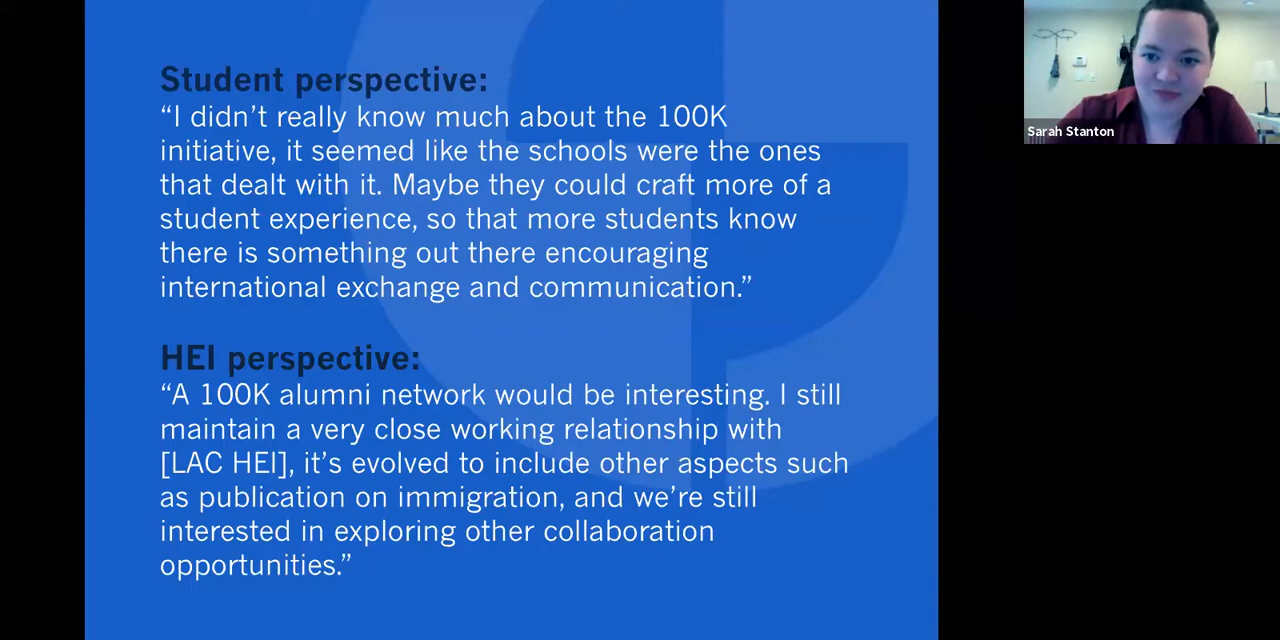 Student perspective:
“I didn’t really know much about the 100K
initiative, it seemed like the schools were the ones
that dealt with it. Maybe they could craft more of a
student experience, so that more students know
there is something out there encouraging
international exchange and communication.”
HEI perspective:
“A 100K alumni network would be interesting. I still
maintain a very close working relationship with
[LAC HEI], it’s evolved to include other aspects such
as publication on immigration, and we’re still
interested in exploring other collaboration
opportunities.”
Sarah Stanton